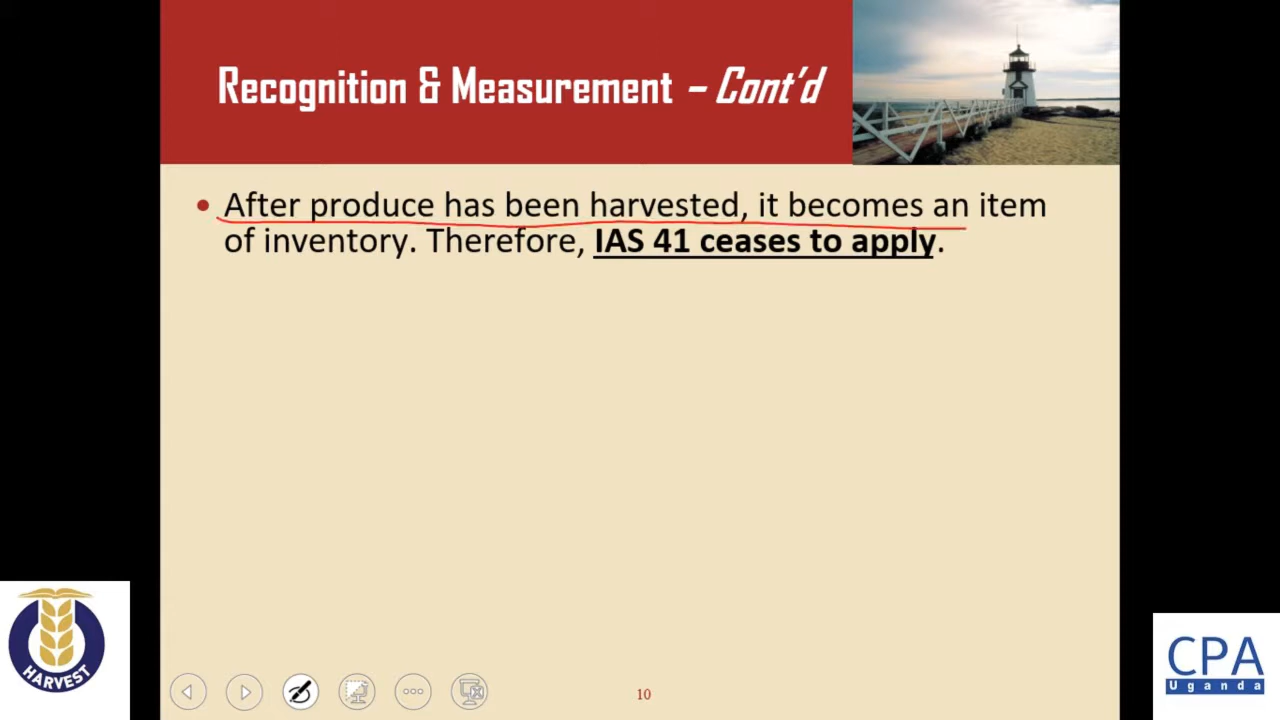 Recognition & Measurement – Cont’d
• After produce has been harvested, it becomes an item
of inventory. Therefore, IAS 41 ceases to apply.
HARVEST
10
CPA
Uganda